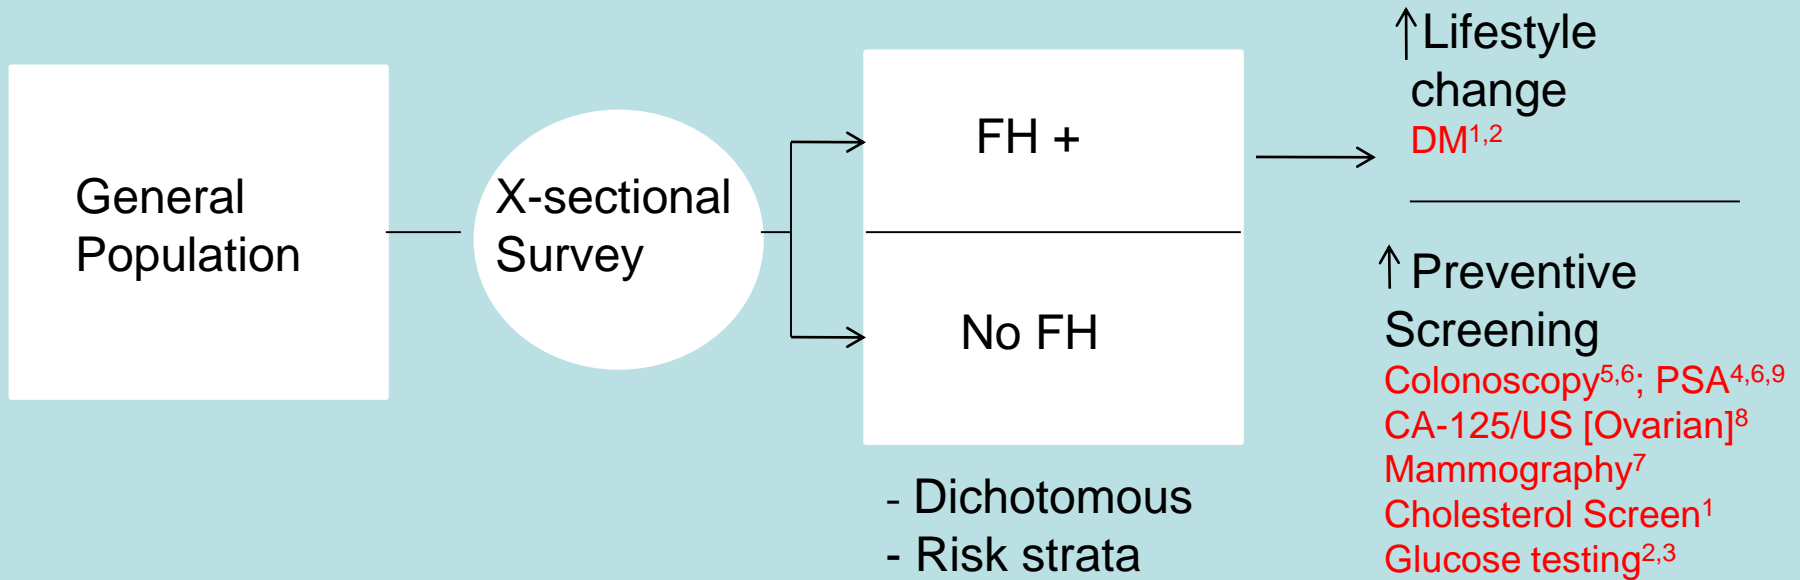 General
Population
X-sectional
Survey
FH +
No FH
- Dichotomous
- Risk strata
↑Lifestyle
change
DM1,2
↑ Preventive
Screening
Colonoscopy5,6; PSA4,6,9
CA-125/US [Ovarian]8
Mammography7
Cholesterol Screen1
Glucose testing2,3